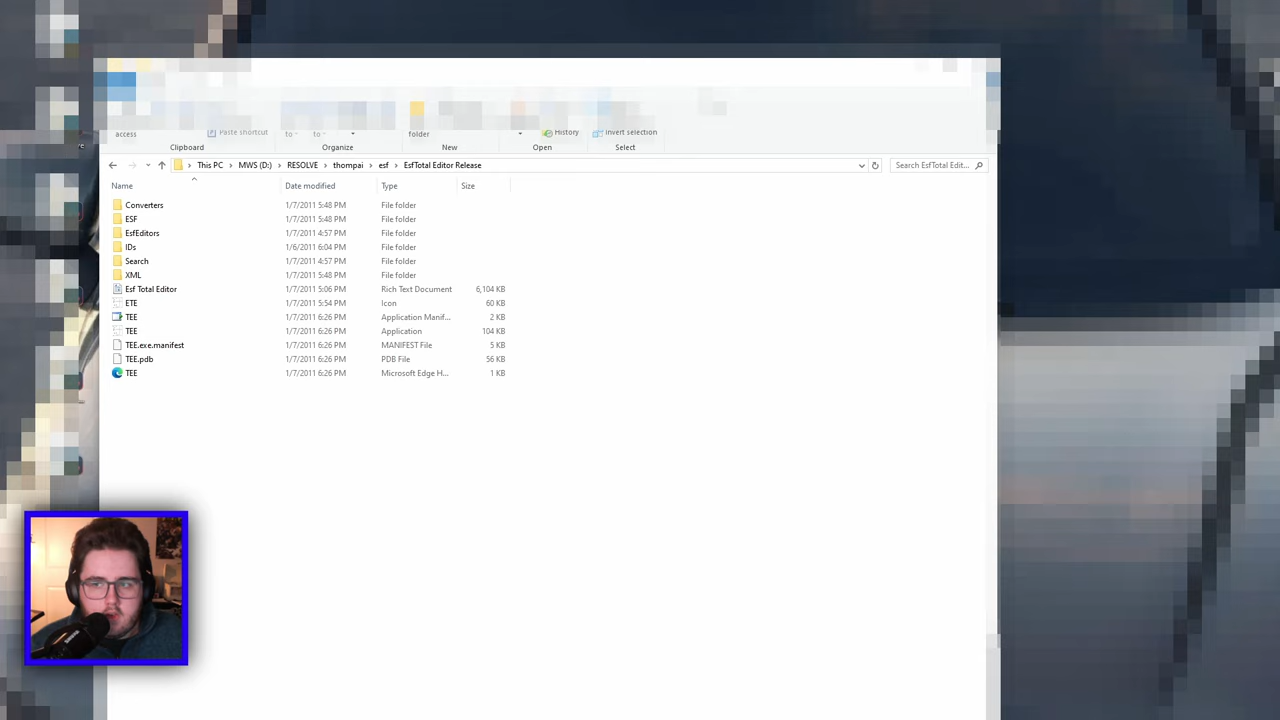 access
Paste shortcut
to
to
folder
History
Invert selection
Clipboard
Organize
New
Open
Select
This PC > MWS (D:) > RESOLVE > thompai > esf > EsfTotal Editor Release
Search EsfTotal Edit...
Name Date modified Type Size
Converters 1/7/2011 5:48 PM File folder
ESF 1/7/2011 5:48 PM File folder
EsfEditors 1/7/2011 4:57 PM File folder
IDs 1/6/2011 6:04 PM File folder
Search 1/7/2011 4:57 PM File folder
XML 1/7/2011 5:48 PM File folder
Esf Total Editor 1/7/2011 5:06 PM Rich Text Document 6,104 KB
ETE 1/7/2011 5:54 PM Icon 60 KB
TEE 1/7/2011 6:26 PM Application Manif... 2 KB
TEE 1/7/2011 6:26 PM Application 104 KB
TEE.exe.manifest 1/7/2011 6:26 PM MANIFEST File 5 KB
TEE.pdb 1/7/2011 6:26 PM PDB File 56 KB
TEE 1/7/2011 6:26 PM Microsoft Edge H... 1 KB